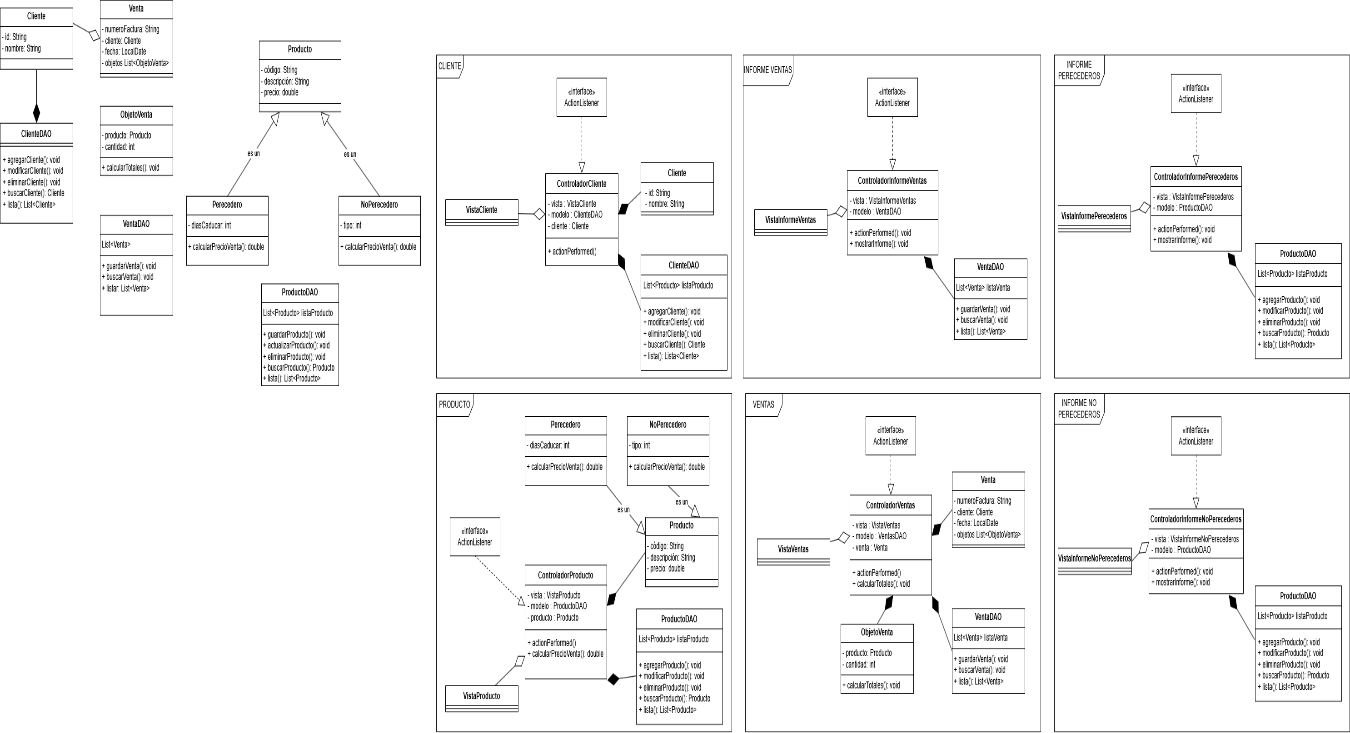 Cliente
- id: String
- nombre: String
Venta
- numeroFactura: String
- cliente: Cliente
- fecha: LocalDate
- objetos List<ObjetoVenta>
ClienteDAO
+ agregarCliente(): void
+ modificarCliente(): void
+ eliminarCliente(): void
+ buscarCliente(): Cliente
+ lista(): List<Cliente>
ObjetoVenta
- producto: Producto
- cantidad: int
+ calcularTotales(): void
VentaDAO
List<Venta>
+ guardarVenta(): void
+ buscarVenta(): void
+ listar: List<Venta>
Producto
- código: String
- descripción: String
- precio: double
es un
es un
Perecedero
- diasCaducar: int
+ calcularPrecioVenta(): double
NoPerecedero
- tipo: int
+ calcularPrecioVenta(): double
ProductoDAO
List<Producto> listaProducto
+ guardarProducto(): void
+ actualizarProducto(): void
+ eliminarProducto(): void
+ buscarProducto(): Producto
+ lista(): List<Producto>
CLIENTE
«interface»
ActionListener
ControladorCliente
- vista : VistaCliente
- modelo : ClienteDAO
- cliente : Cliente
+ actionPerformed()
VistaCliente
Cliente
- id: String
- nombre: String
ClienteDAO
List<Producto> listaProducto
+ agregarCliente(): void
+ modificarCliente(): void
+ eliminarCliente(): void
+ buscarCliente(): Cliente
+ lista(): Lista<Cliente>
INFORME VENTAS
«interface»
ActionListener
ControladorInformeVentas
- vista : VistaInformeVentas
- modelo : VentaDAO
+ actionPerformed(): void
+ mostrarInforme(): void
VistaInformeVentas
VentaDAO
List<Venta> listaVenta
+ guardarVenta(): void
+ buscarVenta(): void
+ lista(): List<Venta>
INFORME
PERECEDEROS
«interface»
ActionListener
ControladorInformePerecederos
- vista : VistaInformePerecederos
- modelo : ProductoDAO
+ actionPerformed(): void
+ mostrarInforme(): void
VistaInformePerecederos
ProductoDAO
List<Producto> listaProducto
+ agregarProducto(): void
+ modificarProducto(): void
+ eliminarProducto(): void
+ buscarProducto(): Producto
+ lista(): List<Producto>
PRODUCTO
Perecedero
- diasCaducar: int
+ calcularPrecioVenta(): double
NoPerecedero
- tipo: int
+ calcularPrecioVenta(): double
es un
es un
«interface»
ActionListener
Producto
- código: String
- descripción: String
- precio: double
ControladorProducto
- vista : VistaProducto
- modelo : ProductoDAO
- producto : Producto
+ actionPerformed()
+ calcularPrecioVenta(): double
VistaProducto
ProductoDAO
List<Producto> listaProducto
+ agregarProducto(): void
+ modificarProducto(): void
+ eliminarProducto(): void
+ buscarProducto(): Producto
+ lista(): List<Producto>
VENTAS
«interface»
ActionListener
ControladorVentas
- vista : VistaVentas
- modelo : VentasDAO
- venta : Venta
+ actionPerformed()
+ calcularTotales(): void
VistaVentas
Venta
- numeroFactura: String
- cliente: Cliente
- fecha: LocalDate
- objetos List<ObjetoVenta>
ObjetoVenta
- producto: Producto
- cantidad: int
+ calcularTotales(): void
VentaDAO
List<Venta> listaVenta
+ guardarVenta(): void
+ buscarVenta(): void
+ lista(): List<Venta>
INFORME NO
PERECEDEROS
«interface»
ActionListener
ControladorInformeNoPerecederos
- vista : VistaInformeNoPerecederos
- modelo : ProductoDAO
+ actionPerformed(): void
+ mostrarInforme(): void
VistaInformeNoPerecederos
ProductoDAO
List<Producto> listaProducto
+ agregarProducto(): void
+ modificarProducto(): void
+ eliminarProducto(): void
+ buscarProducto(): Producto
+ lista(): List<Producto>